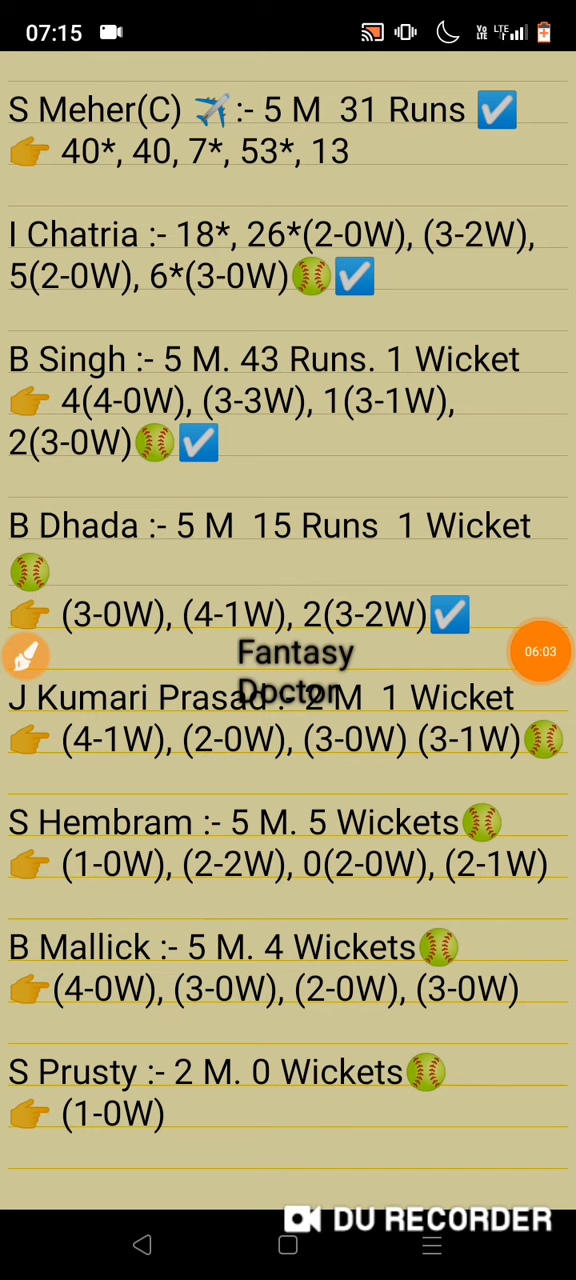 07:15
S Meher(C) ✈️ :- 5 M 31 Runs ☑️
👉 40*, 40, 7*, 53*, 13
I Chatria :- 18*, 26*(2-0W), (3-2W),
5(2-0W), 6*(3-0W)🥎☑️
B Singh :- 5 M. 43 Runs. 1 Wicket
👉 4(4-0W), (3-3W), 1(3-1W),
2(3-0W)🥎☑️
B Dhada :- 5 M 15 Runs 1 Wicket
🥎
👉 (3-0W), (4-1W), 2(3-2W)☑️
Fantasy
Doctor
06:03
J Kumari Prasad :- 2 M 1 Wicket
👉 (4-1W), (2-0W), (3-0W) (3-1W)🥎
S Hembram :- 5 M. 5 Wickets🥎
👉 (1-0W), (2-2W), 0(2-0W), (2-1W)
B Mallick :- 5 M. 4 Wickets🥎
👉(4-0W), (3-0W), (2-0W), (3-0W)
S Prusty :- 2 M. 0 Wickets🥎
👉 (1-0W)
DU RECORDER